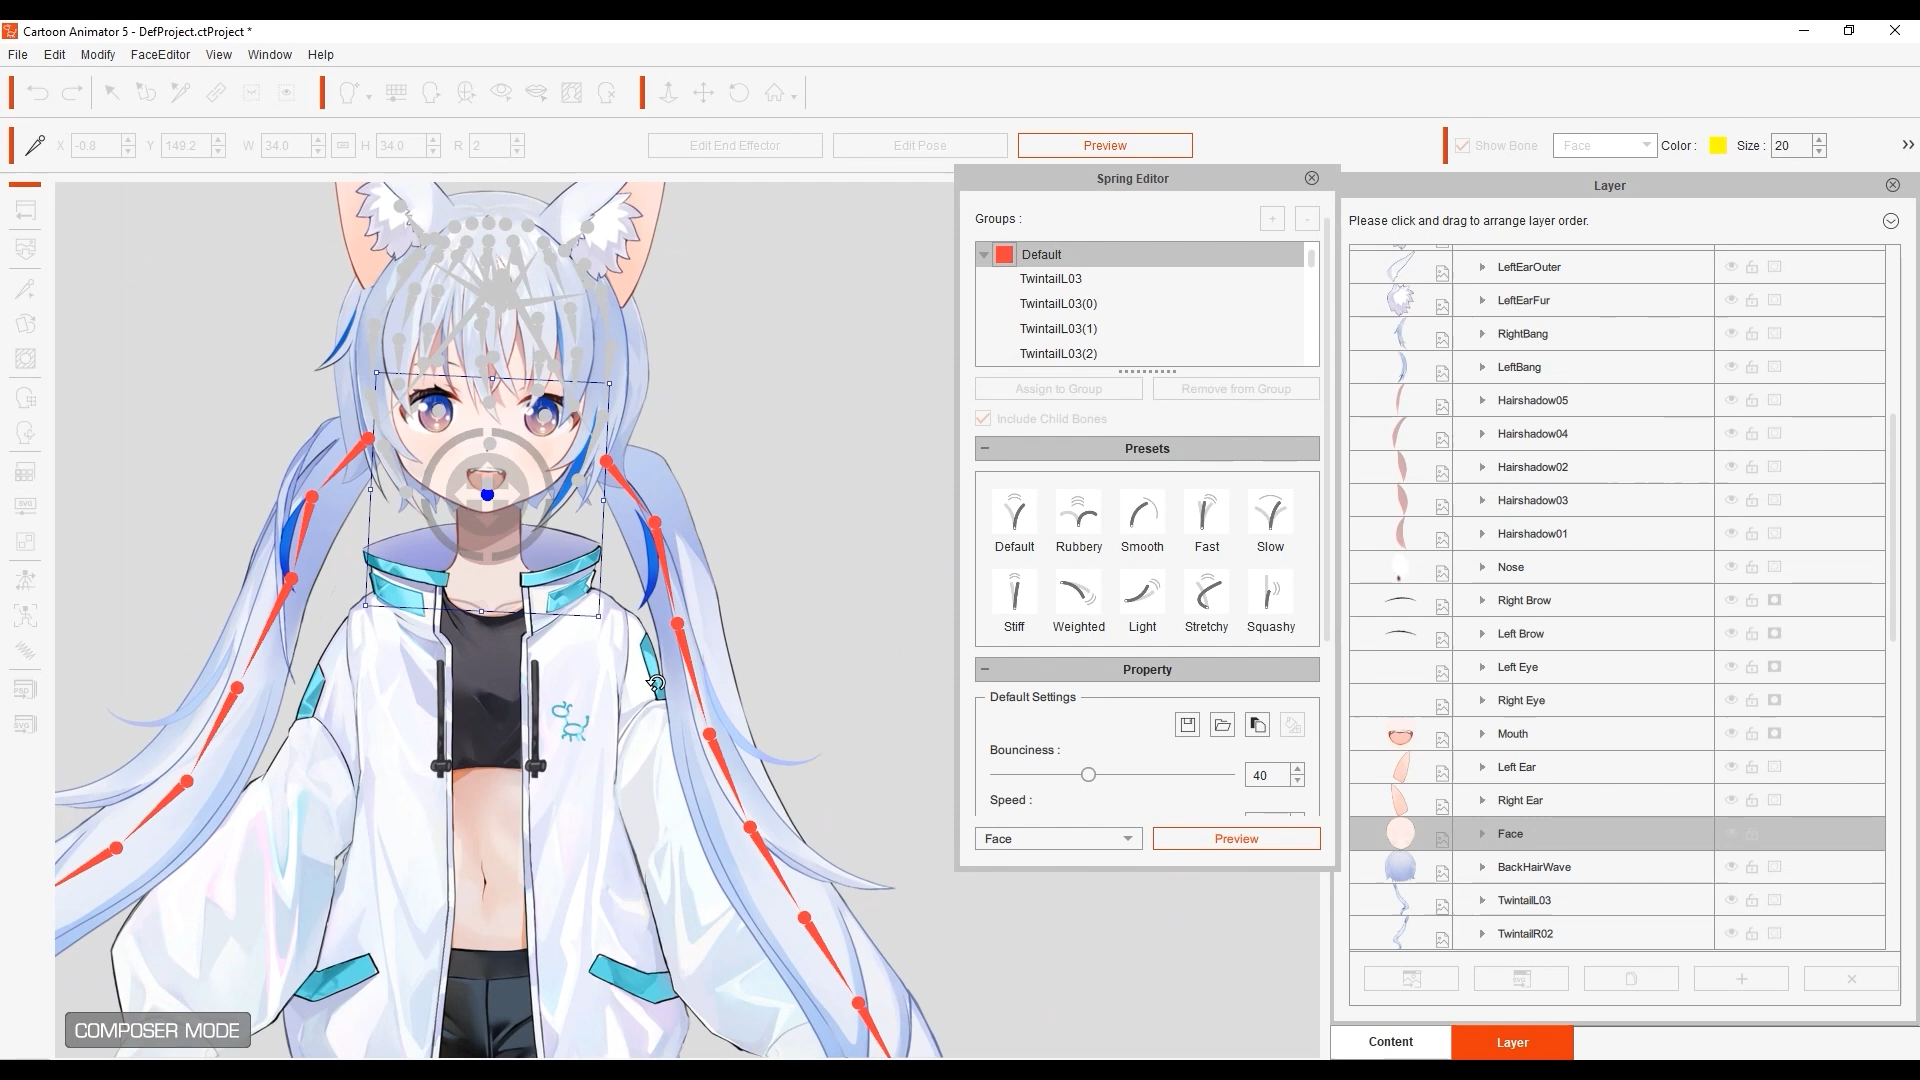 Cartoon Animator 5 - DefProject.ctProject *
File Edit Modify FaceEditor View Window Help
X -0.8 Y 149.2 W 34.0 H 34.0 R 2 Edit End Effector Edit Pose Preview Show Bone Face Color : Size : 20
Spring Editor
Groups :
+ -
Default
TwintailL03
TwintailL03(0)
TwintailL03(1)
TwintailL03(2)
Assign to Group Remove from Group
Include Child Bones
Presets
Default Rubbery Smooth Fast Slow
Stiff Weighted Light Stretchy Squashy
Property
Default Settings
Bounciness :
40
Speed :
Face Preview
Layer
Please click and drag to arrange layer order.
LeftEarOuter
LeftEarFur
RightBang
LeftBang
Hairshadow05
Hairshadow04
Hairshadow02
Hairshadow03
Hairshadow01
Nose
Right Brow
Left Brow
Left Eye
Right Eye
Mouth
Left Ear
Right Ear
Face
BackHairWave
TwintailL03
TwintailR02
Content Layer
COMPOSER MODE